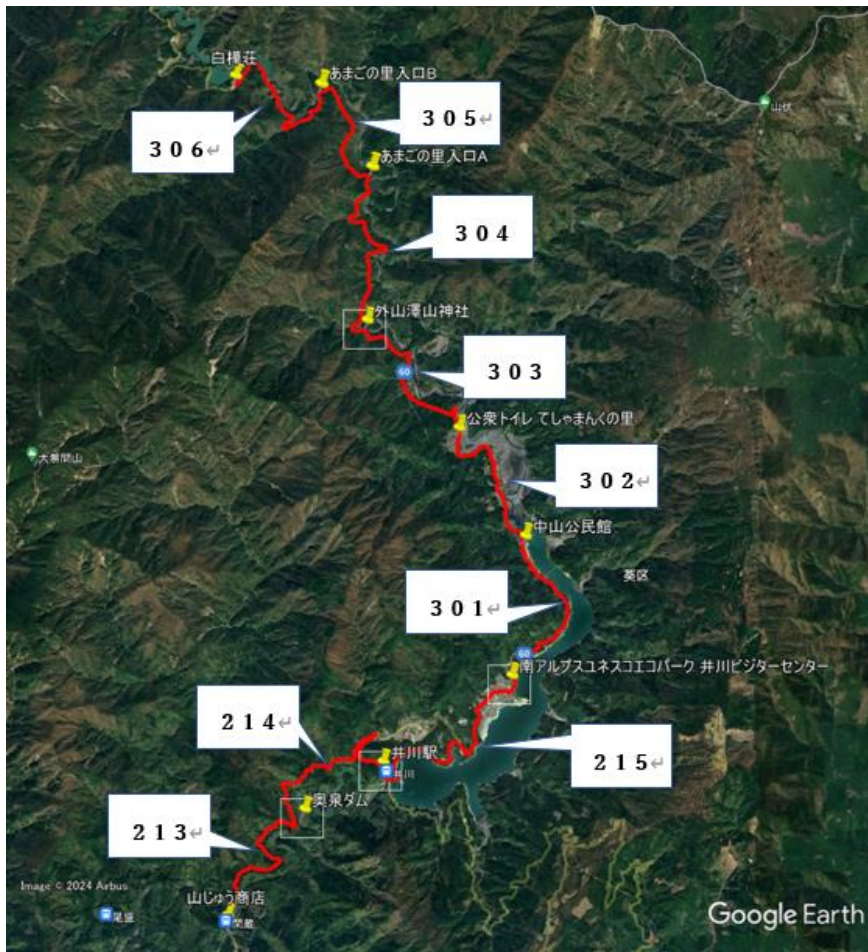 白樺荘
あまごの里入口B
山伏
305↵
306↵
あまごの里入口A
304↵
外山澤山神社
303↵
60
公衆トイレ てしゃまんくの里
大無間山
302↵
中山公民館
葵区
301↵
60
南アルプスユネスコエコパーク 井川ビジターセンター
214↵
井川駅
井川
215↵
奥泉ダム
213↵
Image © 2024 Airbus
山じゅう商店
尾盛
閑蔵
Google Earth